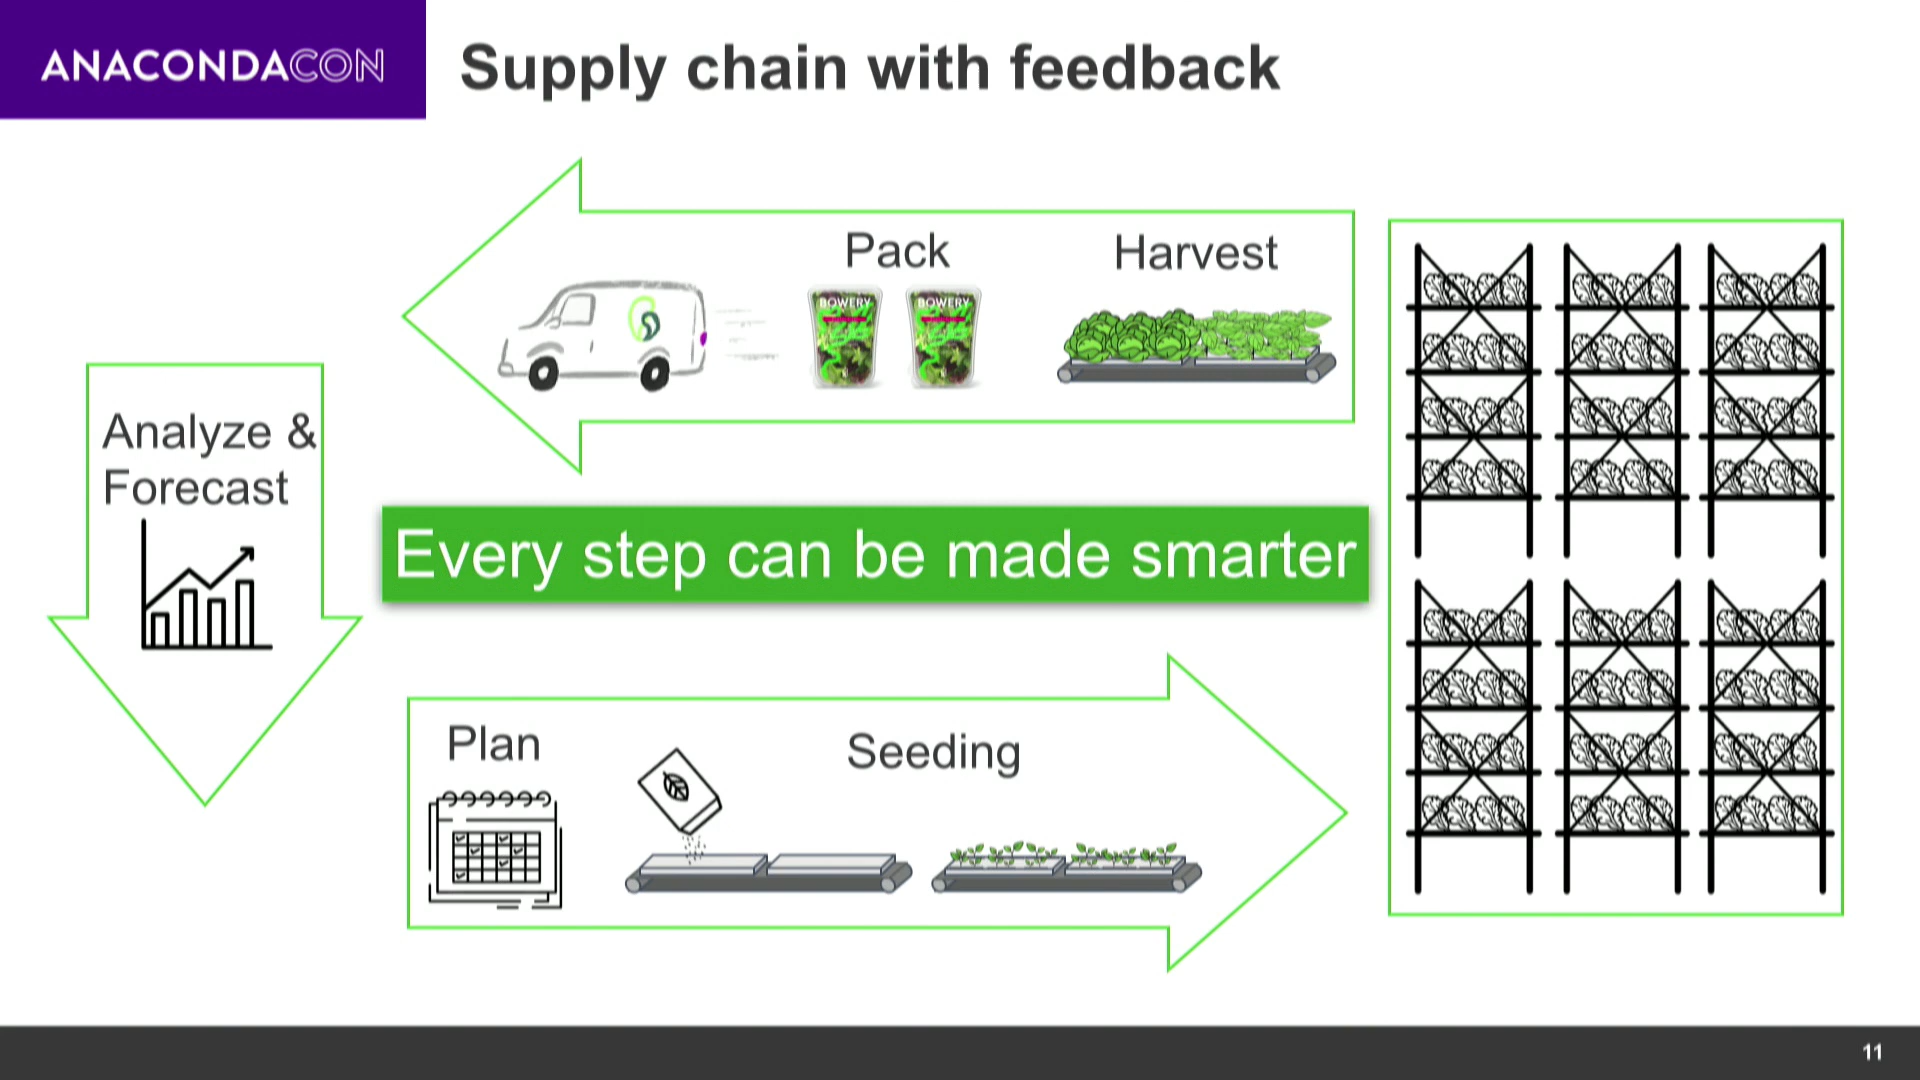 ANACONDACON
Supply chain with feedback
Pack
Harvest
BOWERY
BOWERY
Analyze &
Forecast
Every step can be made smarter
Plan
Seeding
11